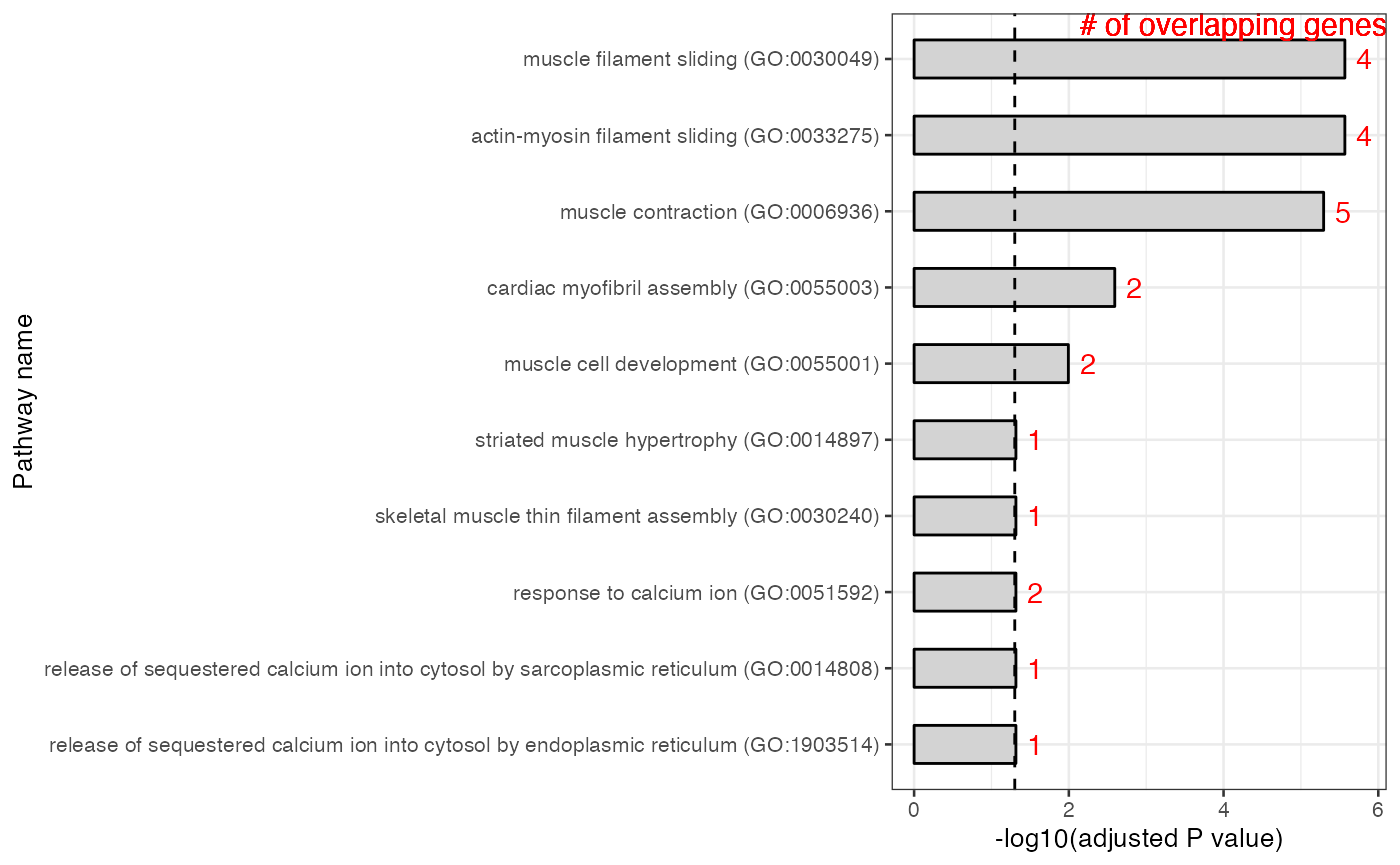 # of overlapping genes
muscle filament sliding (GO:0030049)
4
actin-myosin filament sliding (GO:0033275)
4
muscle contraction (GO:0006936)
5
cardiac myofibril assembly (GO:0055003)
2
muscle cell development (GO:0055001)
2
striated muscle hypertrophy (GO:0014897)
1
skeletal muscle thin filament assembly (GO:0030240)
1
response to calcium ion (GO:0051592)
2
release of sequestered calcium ion into cytosol by sarcoplasmic reticulum (GO:0014808)
1
release of sequestered calcium ion into cytosol by endoplasmic reticulum (GO:1903514)
1
Pathway name
0 2 4 6
-log10(adjusted P value)